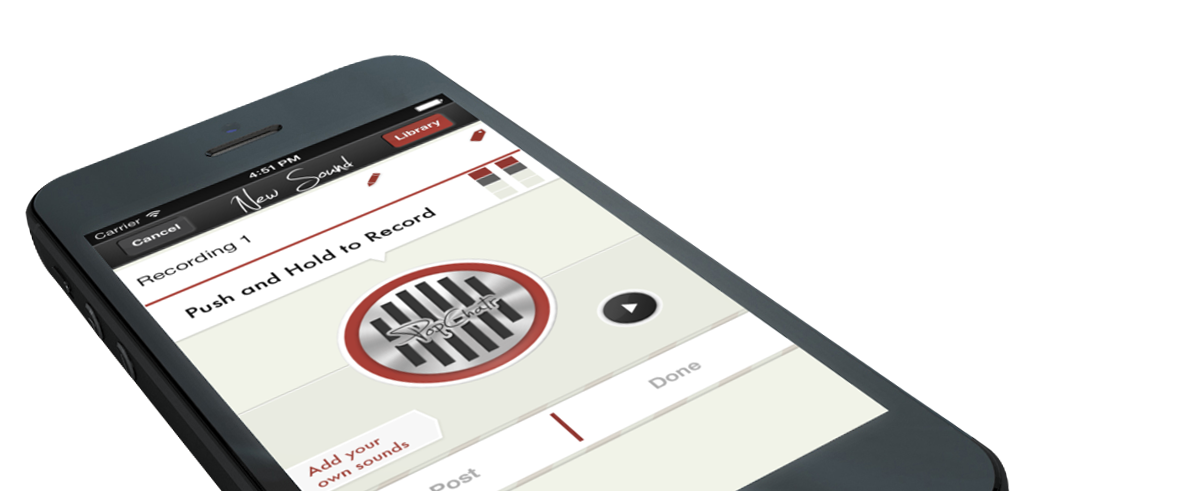 Carrier
4:51 PM
Cancel
New Sound
Library
Recording 1
Push and Hold to Record
PopChats
Add your
own sounds
Post
Done